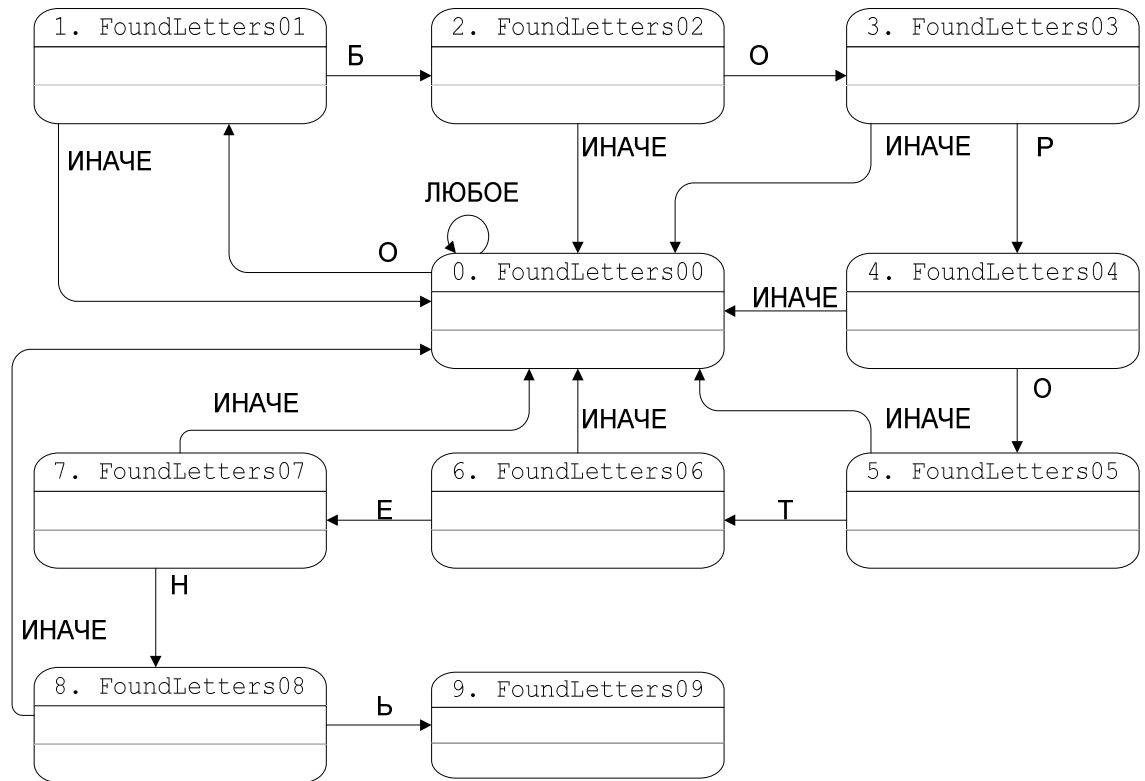 1. FoundLetters01
Б
2. FoundLetters02
О
3. FoundLetters03
ИНАЧЕ
ИНАЧЕ
ИНАЧЕ
Р
ЛЮБОЕ
О
0. FoundLetters00
ИНАЧЕ
4. FoundLetters04
О
ИНАЧЕ
ИНАЧЕ
ИНАЧЕ
7. FoundLetters07
Е
6. FoundLetters06
Т
5. FoundLetters05
Н
ИНАЧЕ
8. FoundLetters08
Ь
9. FoundLetters09